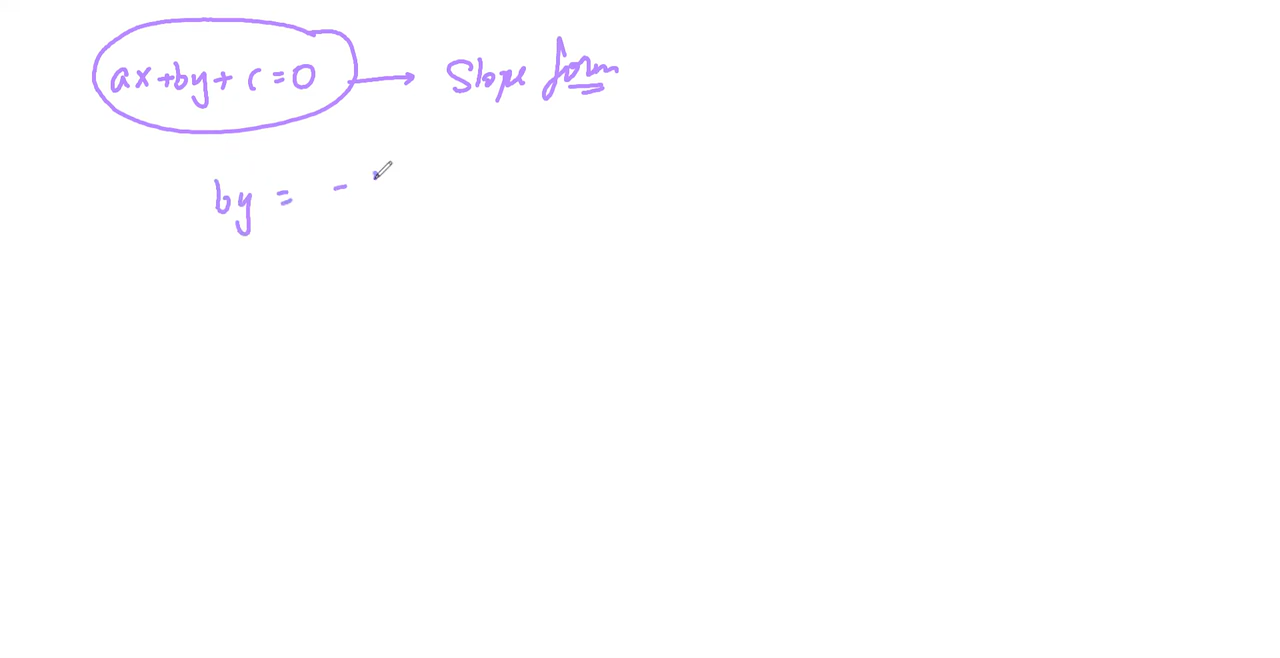 ax+by+ c=0 → Slope form
by = -